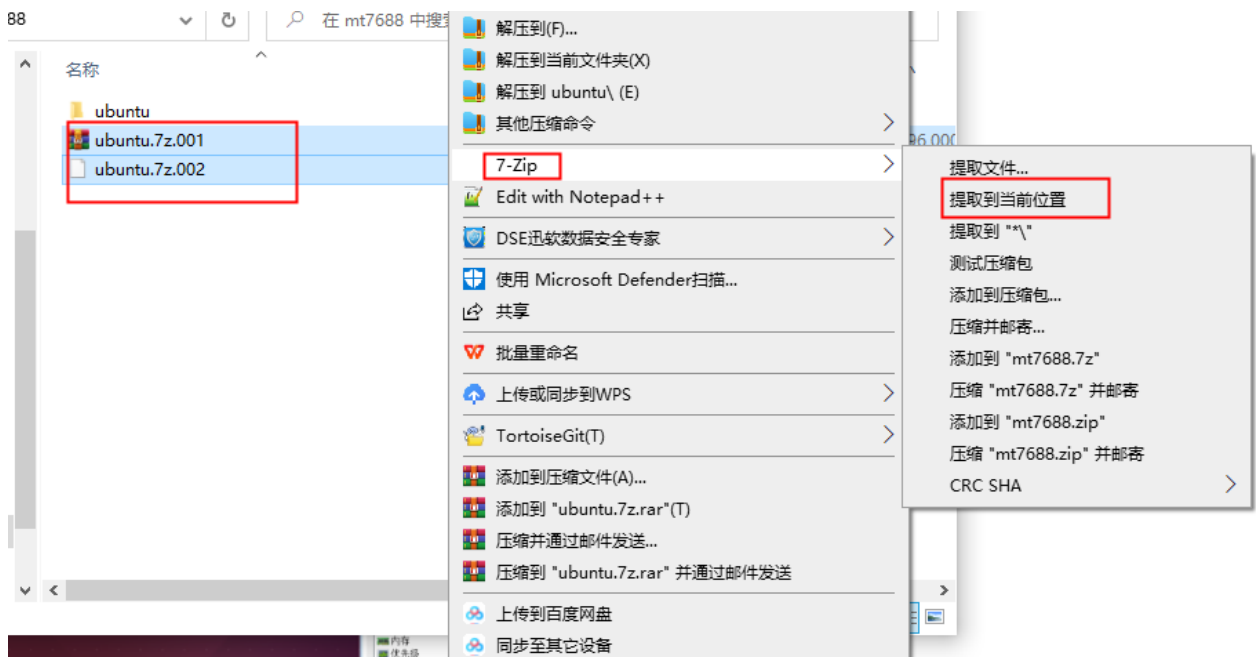 88
在 mt7688 中搜
名称
ubuntu
ubuntu.7z.001
ubuntu.7z.002
解压到(F)...
解压到当前文件夹(X)
解压到 ubuntu\ (E)
其他压缩命令
96,000
7-Zip
Edit with Notepad++
DSE迅软数据安全专家
使用 Microsoft Defender扫描...
共享
批量重命名
上传或同步到WPS
TortoiseGit(T)
添加到压缩文件(A)...
添加到 "ubuntu.7z.rar"(T)
压缩并通过邮件发送...
压缩到 "ubuntu.7z.rar" 并通过邮件发送
上传到百度网盘
同步至其它设备
提取文件...
提取到当前位置
提取到 "*\"
测试压缩包
添加到压缩包...
压缩并邮寄...
添加到 "mt7688.7z"
压缩 "mt7688.7z" 并邮寄
添加到 "mt7688.zip"
压缩 "mt7688.zip" 并邮寄
CRC SHA
内存
优先级